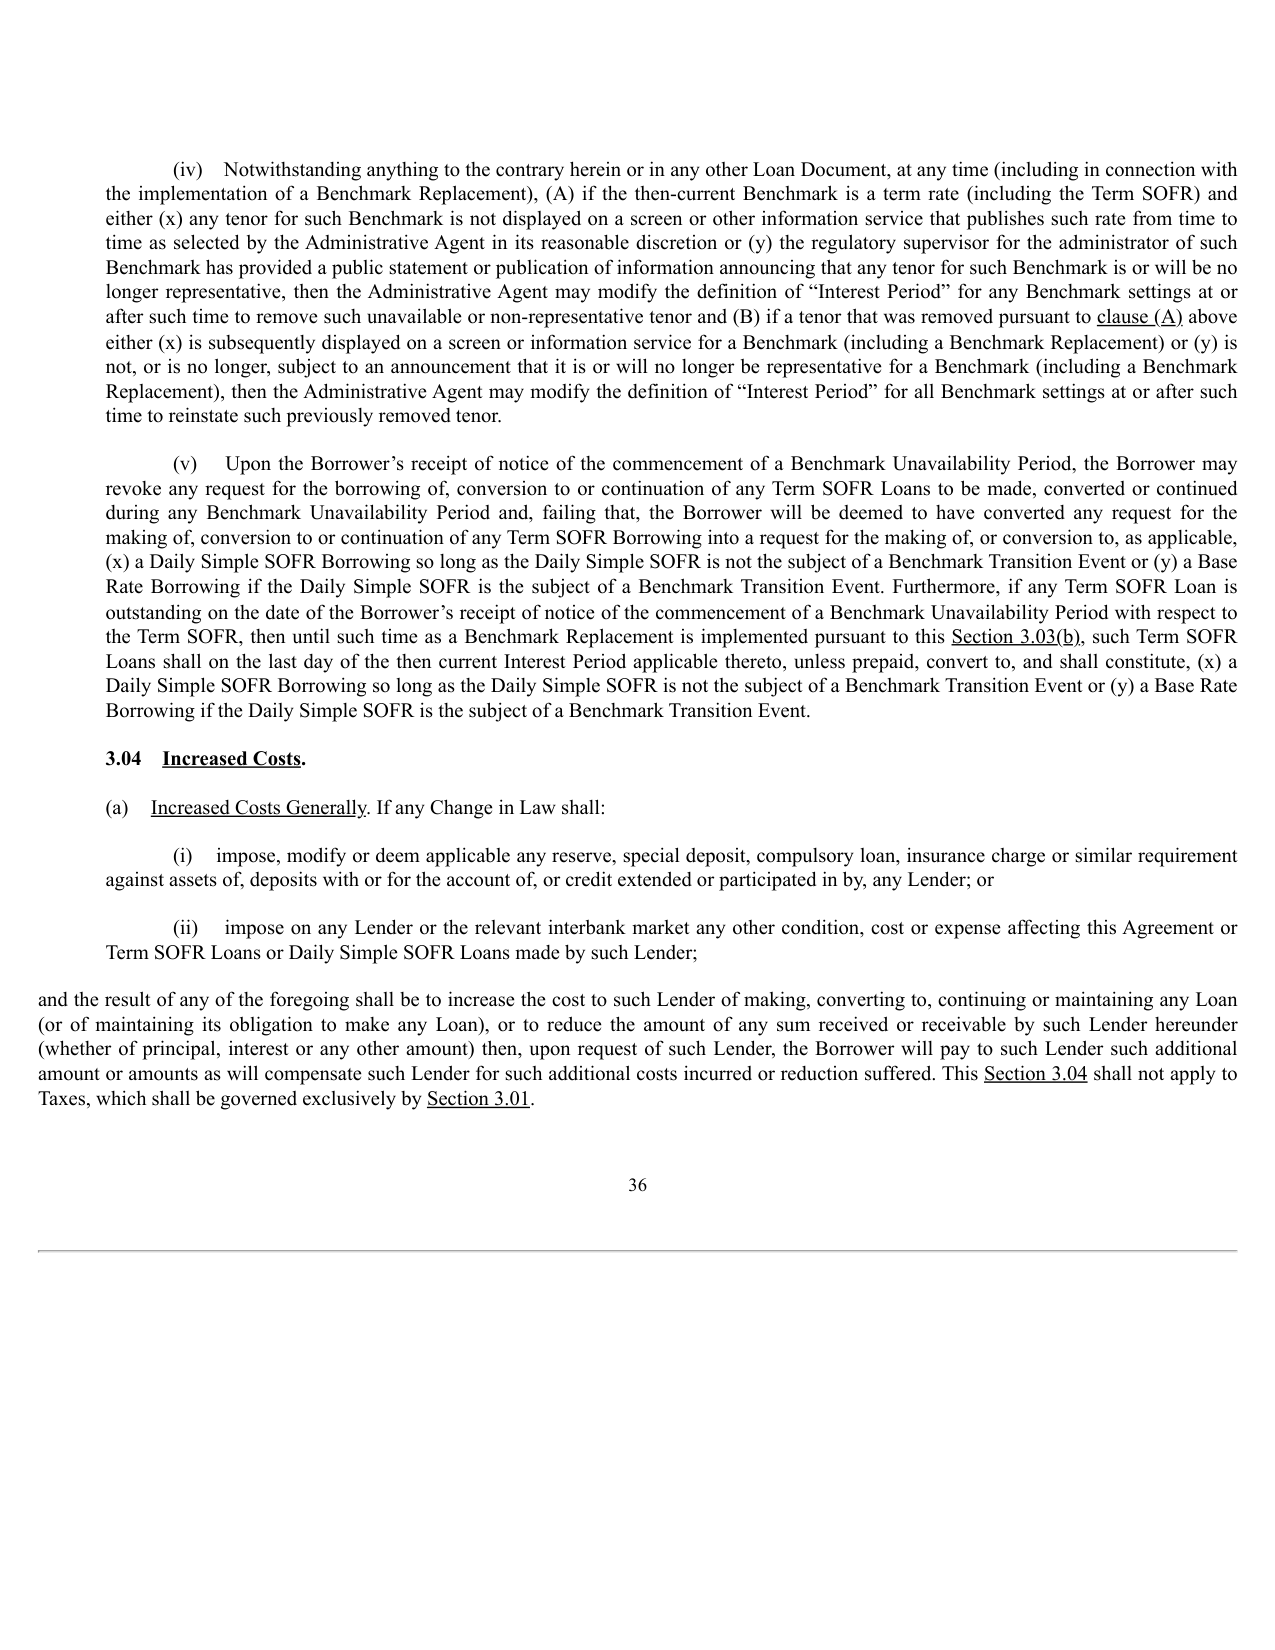 (iv) Notwithstanding anything to the contrary herein or in any other Loan Document, at any time (including in connection with
the implementation of a Benchmark Replacement), (A) if the then-current Benchmark is a term rate (including the Term SOFR) and
either (x) any tenor for such Benchmark is not displayed on a screen or other information service that publishes such rate from time to
time as selected by the Administrative Agent in its reasonable discretion or (y) the regulatory supervisor for the administrator of such
Benchmark has provided a public statement or publication of information announcing that any tenor for such Benchmark is or will be no
longer representative, then the Administrative Agent may modify the definition of “Interest Period” for any Benchmark settings at or
after such time to remove such unavailable or non-representative tenor and (B) if a tenor that was removed pursuant to clause (A) above
either (x) is subsequently displayed on a screen or information service for a Benchmark (including a Benchmark Replacement) or (y) is
not, or is no longer, subject to an announcement that it is or will no longer be representative for a Benchmark (including a Benchmark
Replacement), then the Administrative Agent may modify the definition of “Interest Period” for all Benchmark settings at or after such
time to reinstate such previously removed tenor.
(v) Upon the Borrower’s receipt of notice of the commencement of a Benchmark Unavailability Period, the Borrower may
revoke any request for the borrowing of, conversion to or continuation of any Term SOFR Loans to be made, converted or continued
during any Benchmark Unavailability Period and, failing that, the Borrower will be deemed to have converted any request for the
making of, conversion to or continuation of any Term SOFR Borrowing into a request for the making of, or conversion to, as applicable,
(x) a Daily Simple SOFR Borrowing so long as the Daily Simple SOFR is not the subject of a Benchmark Transition Event or (y) a Base
Rate Borrowing if the Daily Simple SOFR is the subject of a Benchmark Transition Event. Furthermore, if any Term SOFR Loan is
outstanding on the date of the Borrower’s receipt of notice of the commencement of a Benchmark Unavailability Period with respect to
the Term SOFR, then until such time as a Benchmark Replacement is implemented pursuant to this Section 3.03(b), such Term SOFR
Loans shall on the last day of the then current Interest Period applicable thereto, unless prepaid, convert to, and shall constitute, (x) a
Daily Simple SOFR Borrowing so long as the Daily Simple SOFR is not the subject of a Benchmark Transition Event or (y) a Base Rate
Borrowing if the Daily Simple SOFR is the subject of a Benchmark Transition Event.
3.04 Increased Costs.
(a) Increased Costs Generally. If any Change in Law shall:
(i) impose, modify or deem applicable any reserve, special deposit, compulsory loan, insurance charge or similar requirement
against assets of, deposits with or for the account of, or credit extended or participated in by, any Lender; or
(ii) impose on any Lender or the relevant interbank market any other condition, cost or expense affecting this Agreement or
Term SOFR Loans or Daily Simple SOFR Loans made by such Lender;
and the result of any of the foregoing shall be to increase the cost to such Lender of making, converting to, continuing or maintaining any Loan
(or of maintaining its obligation to make any Loan), or to reduce the amount of any sum received or receivable by such Lender hereunder
(whether of principal, interest or any other amount) then, upon request of such Lender, the Borrower will pay to such Lender such additional
amount or amounts as will compensate such Lender for such additional costs incurred or reduction suffered. This Section 3.04 shall not apply to
Taxes, which shall be governed exclusively by Section 3.01.
36